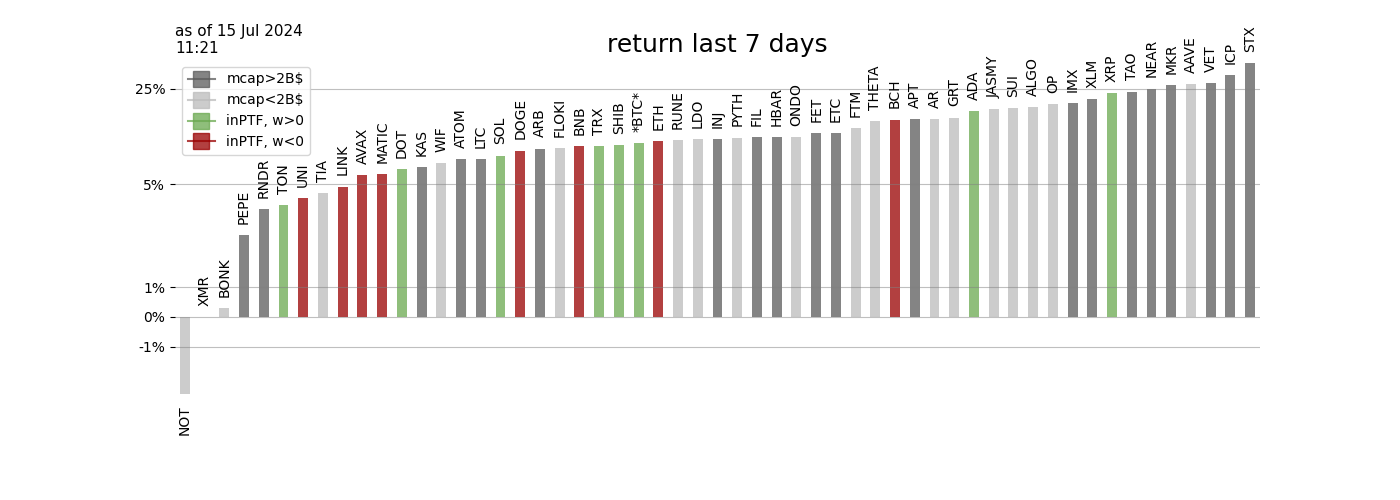 as of 15 Jul 2024
11:21
return last 7 days
mcap>2B$
mcap<2B$
inPTF, w>0
inPTF, w<0
25%
5%
1%
0%
-1%
NOT
XMR
BONK
PEPE
RNDR
TON
UNI
TIA
LINK
AVAX
MATIC
DOT
KAS
WIF
ATOM
LTC
SOL
DOGE
ARB
FLOKI
BNB
TRX
SHIB
*BTC*
ETH
RUNE
LDO
INJ
PYTH
FIL
HBAR
ONDO
FET
ETC
FTM
THETA
BCH
APT
AR
GRT
ADA
JASMY
SUI
ALGO
OP
IMX
XLM
XRP
TAO
NEAR
MKR
AAVE
VET
ICP
STX